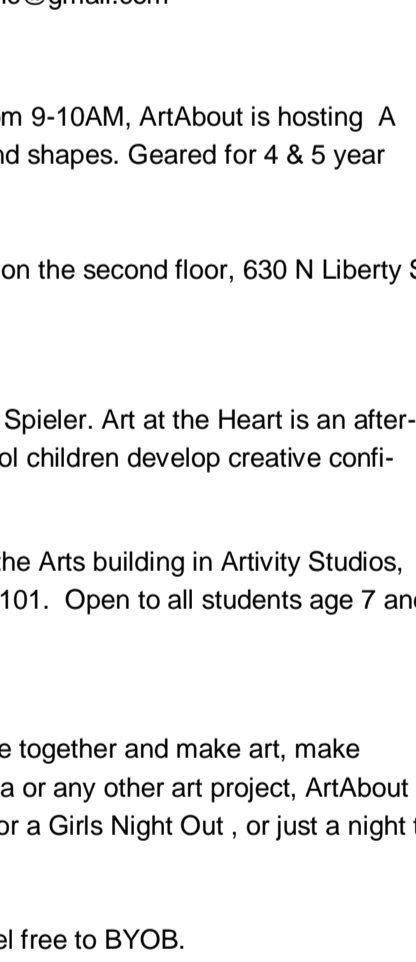 m 9-10AM, ArtAbout is hosting A
nd shapes. Geared for 4 & 5 year
on the second floor, 630 N Liberty
Spieler. Art at the Heart is an after-
ol children develop creative confi-
the Arts building in Artivity Studios,
101. Open to all students age 7 and
e together and make art, make
a or any other art project, ArtAbout
or a Girls Night Out , or just a night
el free to BYOB.